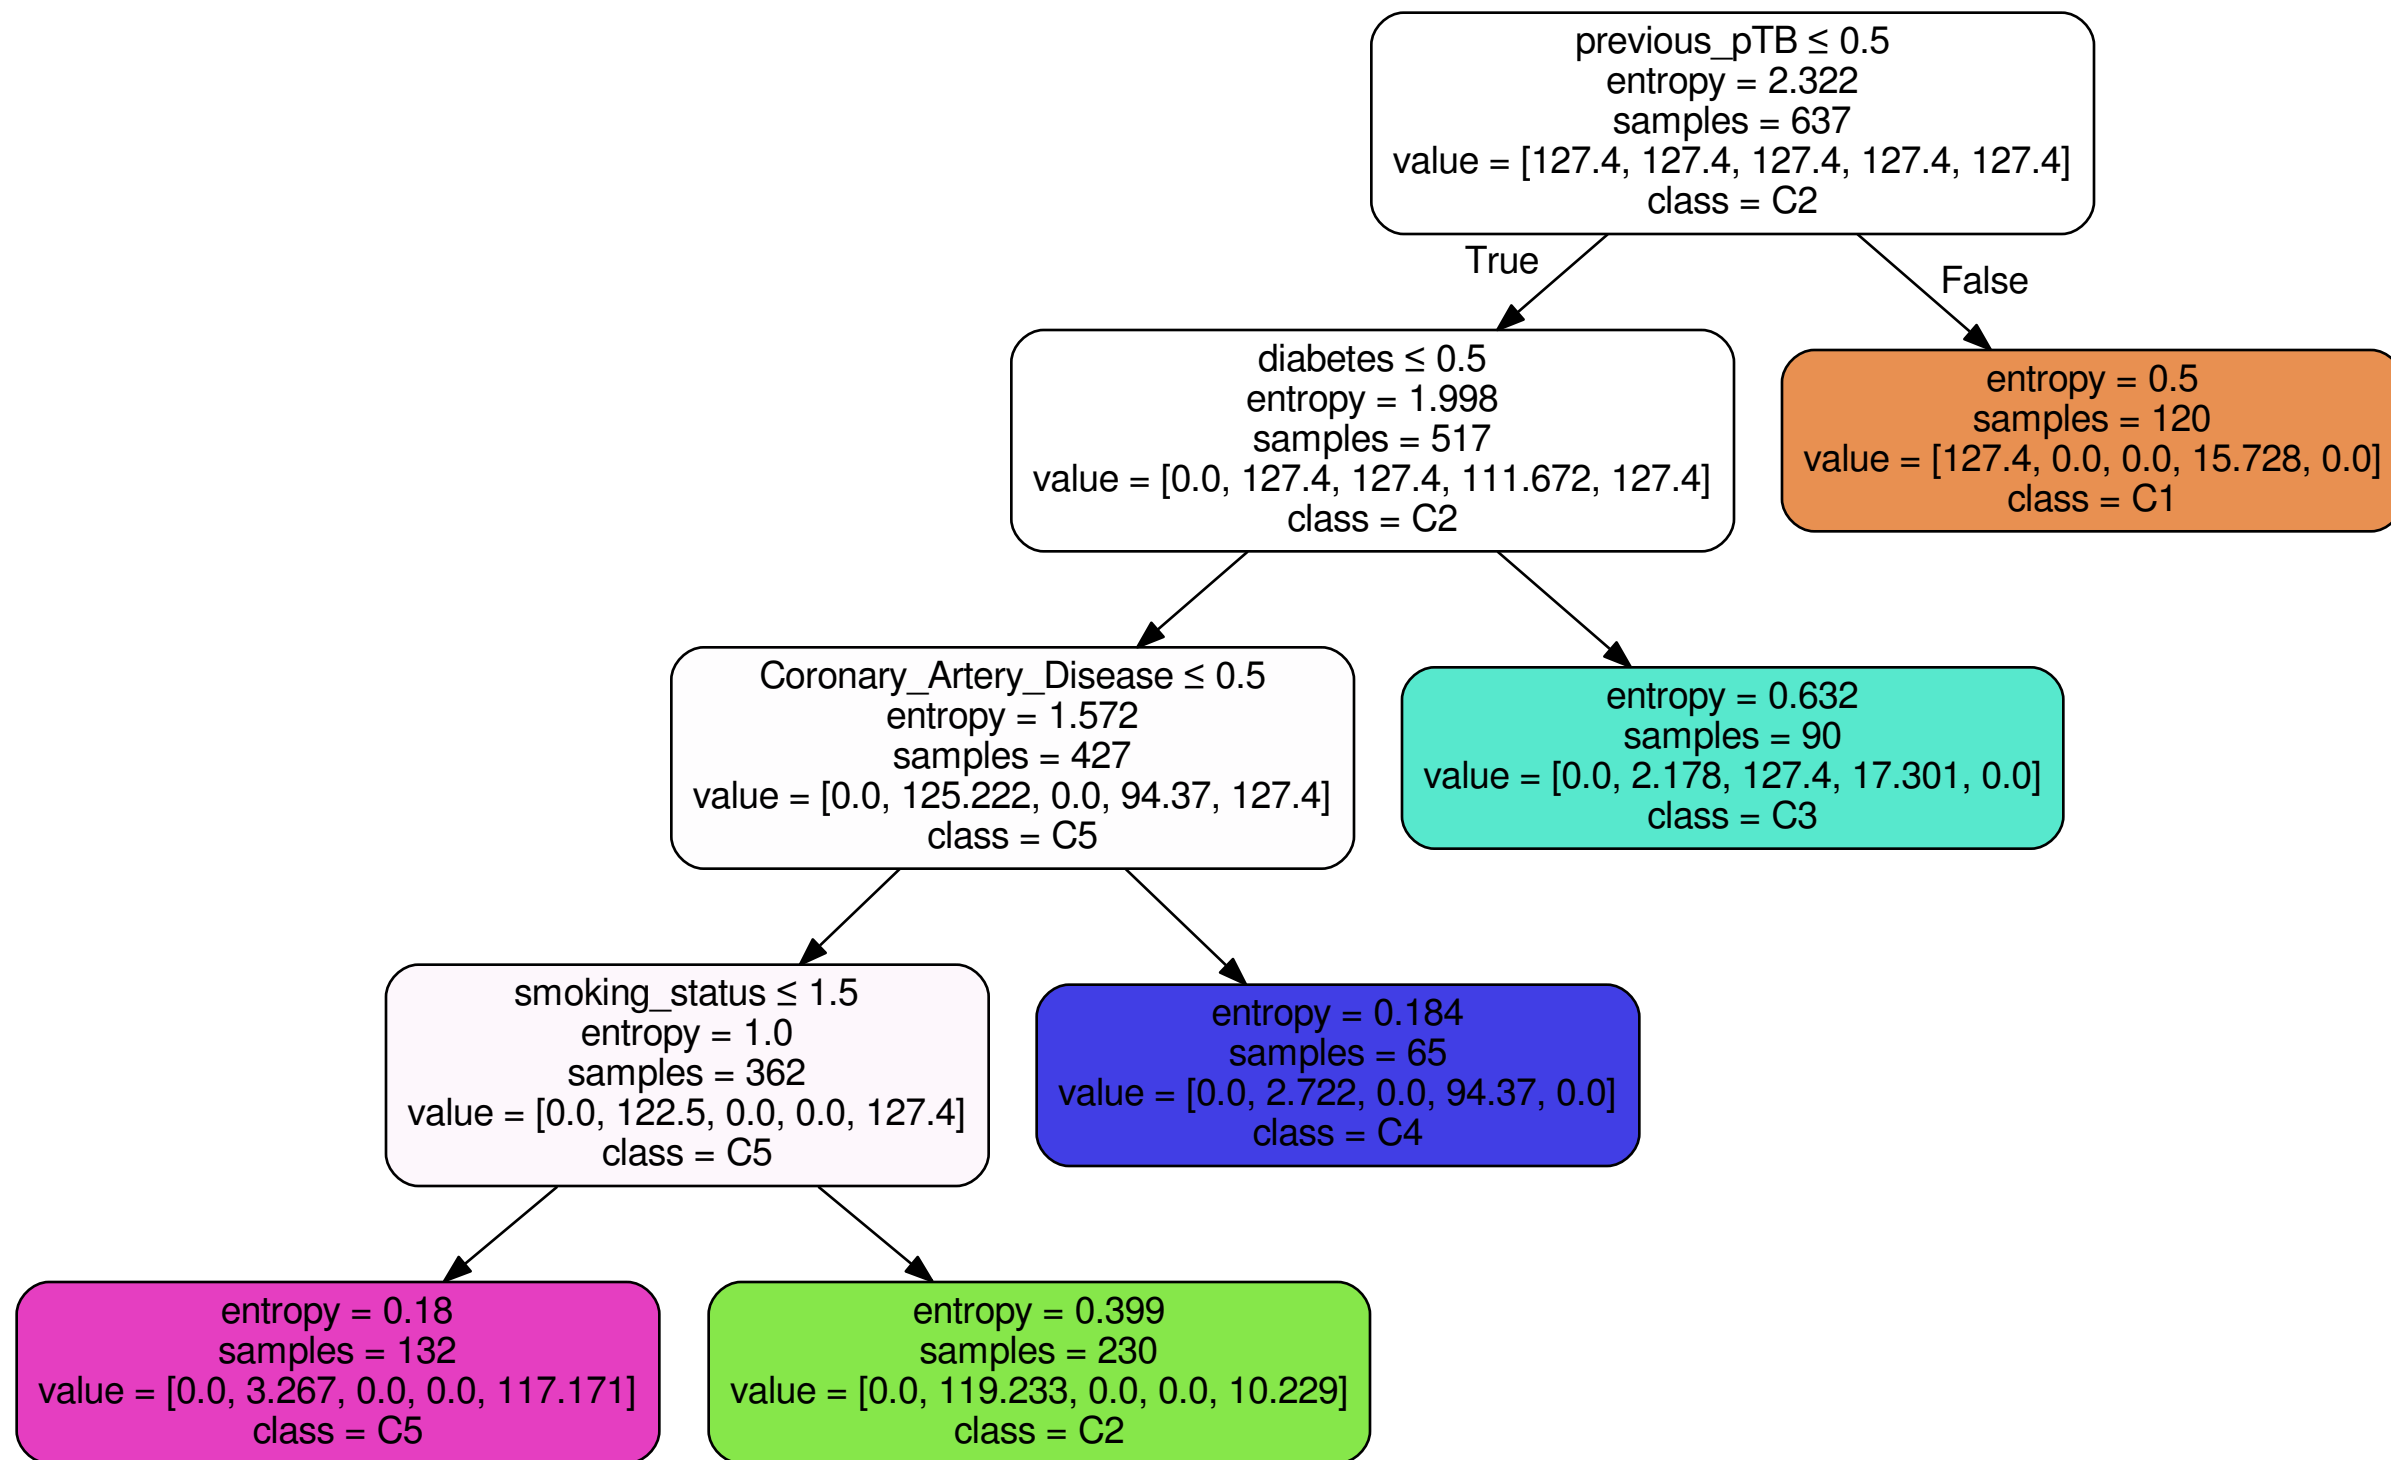 previous_pTB ≤ 0.5
entropy = 2.322
samples = 637
value = [127.4, 127.4, 127.4, 127.4, 127.4]
class = C2
True
False
diabetes ≤ 0.5
entropy = 1.998
samples = 517
value = [0.0, 127.4, 127.4, 111.672, 127.4]
class = C2
entropy = 0.5
samples = 120
value = [127.4, 0.0, 0.0, 15.728, 0.0]
class = C1
Coronary_Artery_Disease ≤ 0.5
entropy = 1.572
samples = 427
value = [0.0, 125.222, 0.0, 94.37, 127.4]
class = C5
entropy = 0.632
samples = 90
value = [0.0, 2.178, 127.4, 17.301, 0.0]
class = C3
smoking_status ≤ 1.5
entropy = 1.0
samples = 362
value = [0.0, 122.5, 0.0, 0.0, 127.4]
class = C5
entropy = 0.184
samples = 65
value = [0.0, 2.722, 0.0, 94.37, 0.0]
class = C4
entropy = 0.18
samples = 132
value = [0.0, 3.267, 0.0, 0.0, 117.171]
class = C5
entropy = 0.399
samples = 230
value = [0.0, 119.233, 0.0, 0.0, 10.229]
class = C2